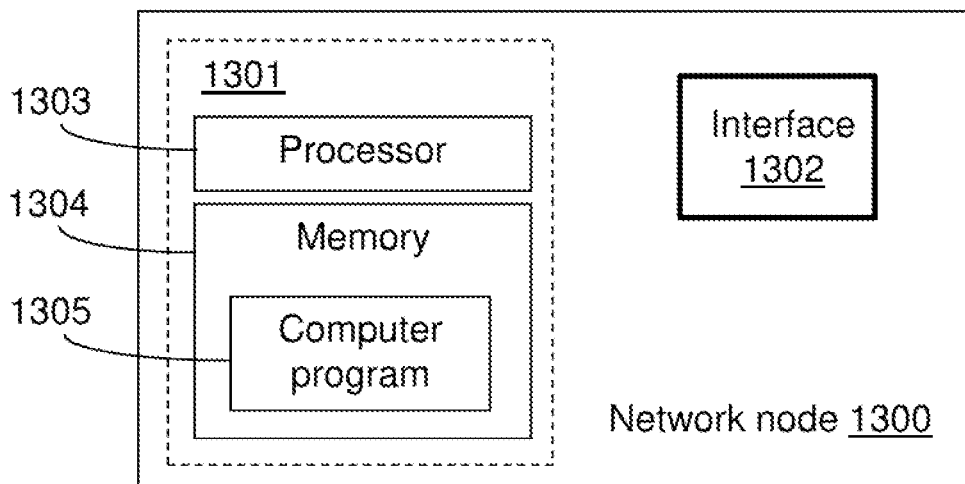 1301
1303
Processor
Interface
1302
1304
Memory
1305
Computer
program
Network node 1300